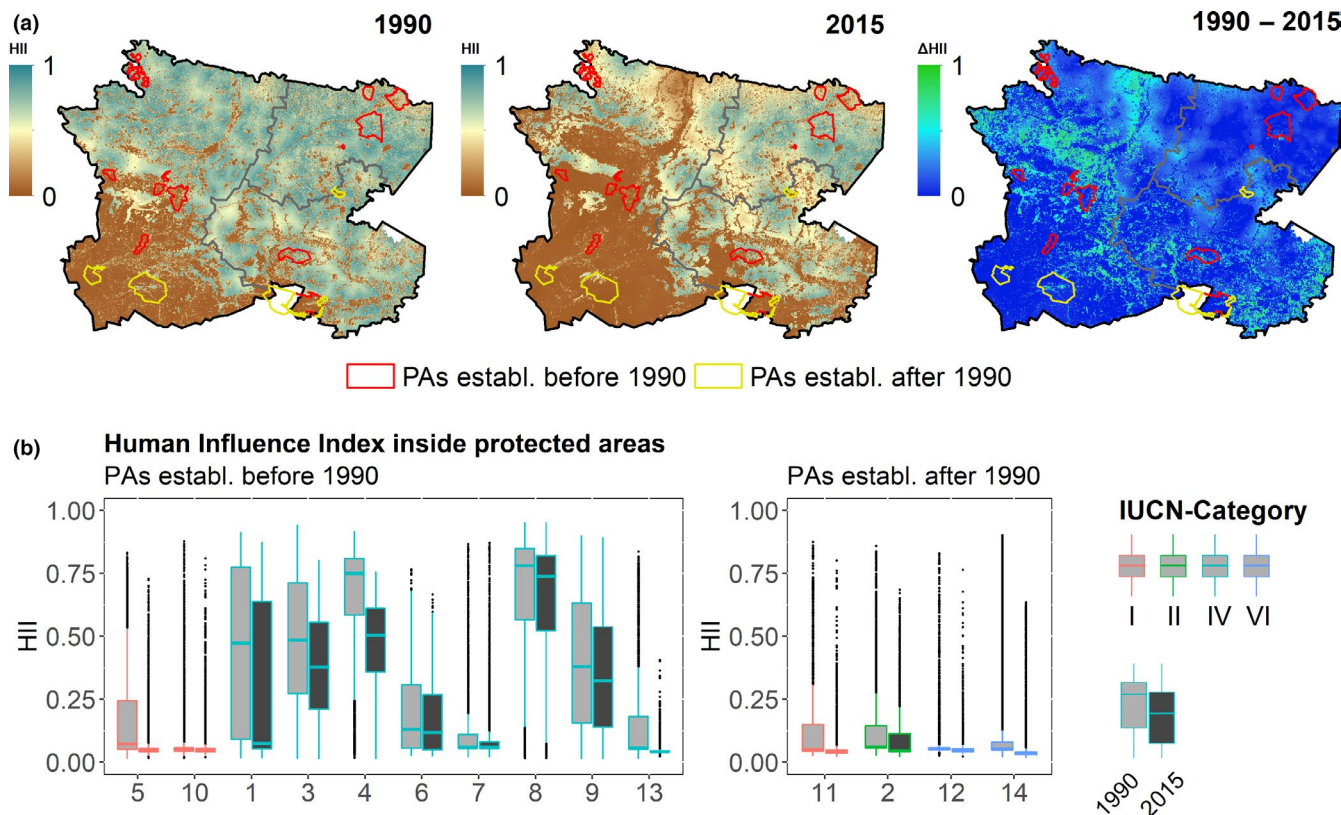 (a)
1990
2015
1990 – 2015
HII
1
0
HII
1
0
ΔHII
1
0
PAs establ. before 1990
PAs establ. after 1990
(b)
Human Influence Index inside protected areas
PAs establ. before 1990
PAs establ. after 1990
HII
1.00
0.75
0.50
0.25
0.00
5 10 1 3 4 6 7 8 9 13
HII
1.00
0.75
0.50
0.25
0.00
11 2 12 14
IUCN-Category
I II IV VI
1990 2015